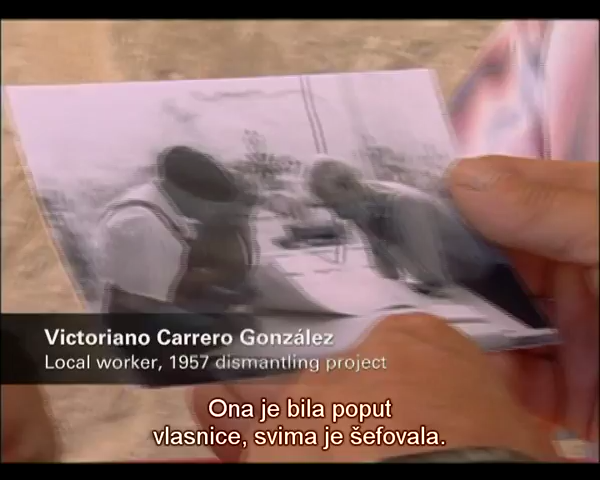 Victoriano Carrero González
Local worker, 1957 dismantling project
Ona je bila poput
vlasnice, svima je šefovala.